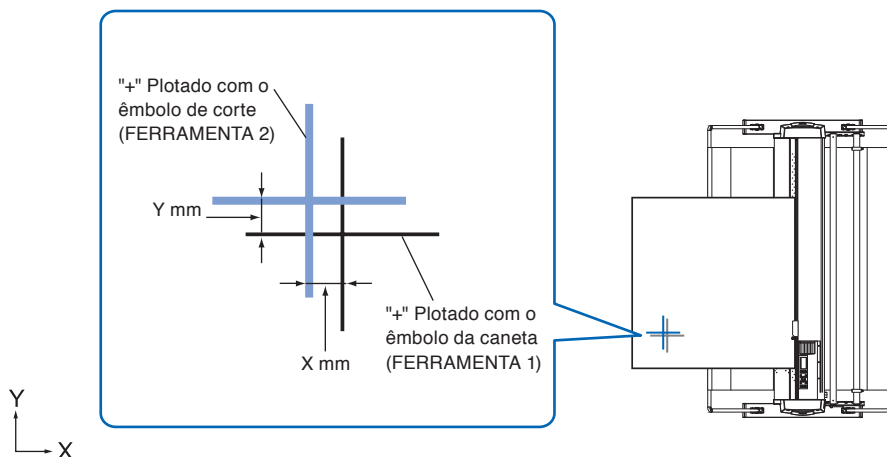 "+" Plotado com o
êmbolo de corte
(FERRAMENTA 2)
Y mm
"+" Plotado com o
êmbolo da caneta
(FERRAMENTA 1)
X mm
Y
X